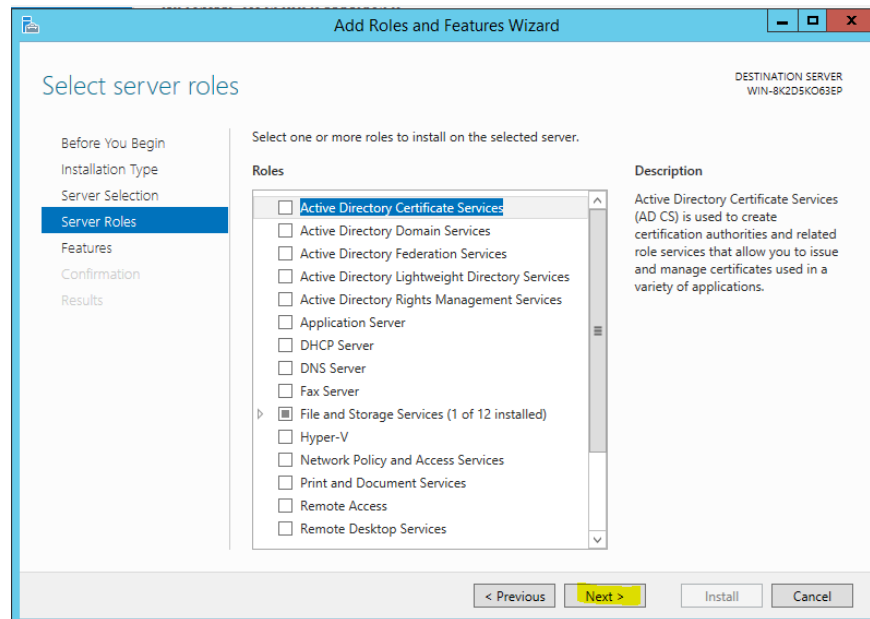 Add Roles and Features Wizard
Select server roles
DESTINATION SERVER
WIN-8K2D5KO63EP
Before You Begin
Installation Type
Server Selection
Server Roles
Features
Confirmation
Results
Select one or more roles to install on the selected server.
Roles
Active Directory Certificate Services
Active Directory Domain Services
Active Directory Federation Services
Active Directory Lightweight Directory Services
Active Directory Rights Management Services
Application Server
DHCP Server
DNS Server
Fax Server
File and Storage Services (1 of 12 installed)
Hyper-V
Network Policy and Access Services
Print and Document Services
Remote Access
Remote Desktop Services
Description
Active Directory Certificate Services
(AD CS) is used to create
certification authorities and related
role services that allow you to issue
and manage certificates used in a
variety of applications.
< Previous
Next >
Install
Cancel